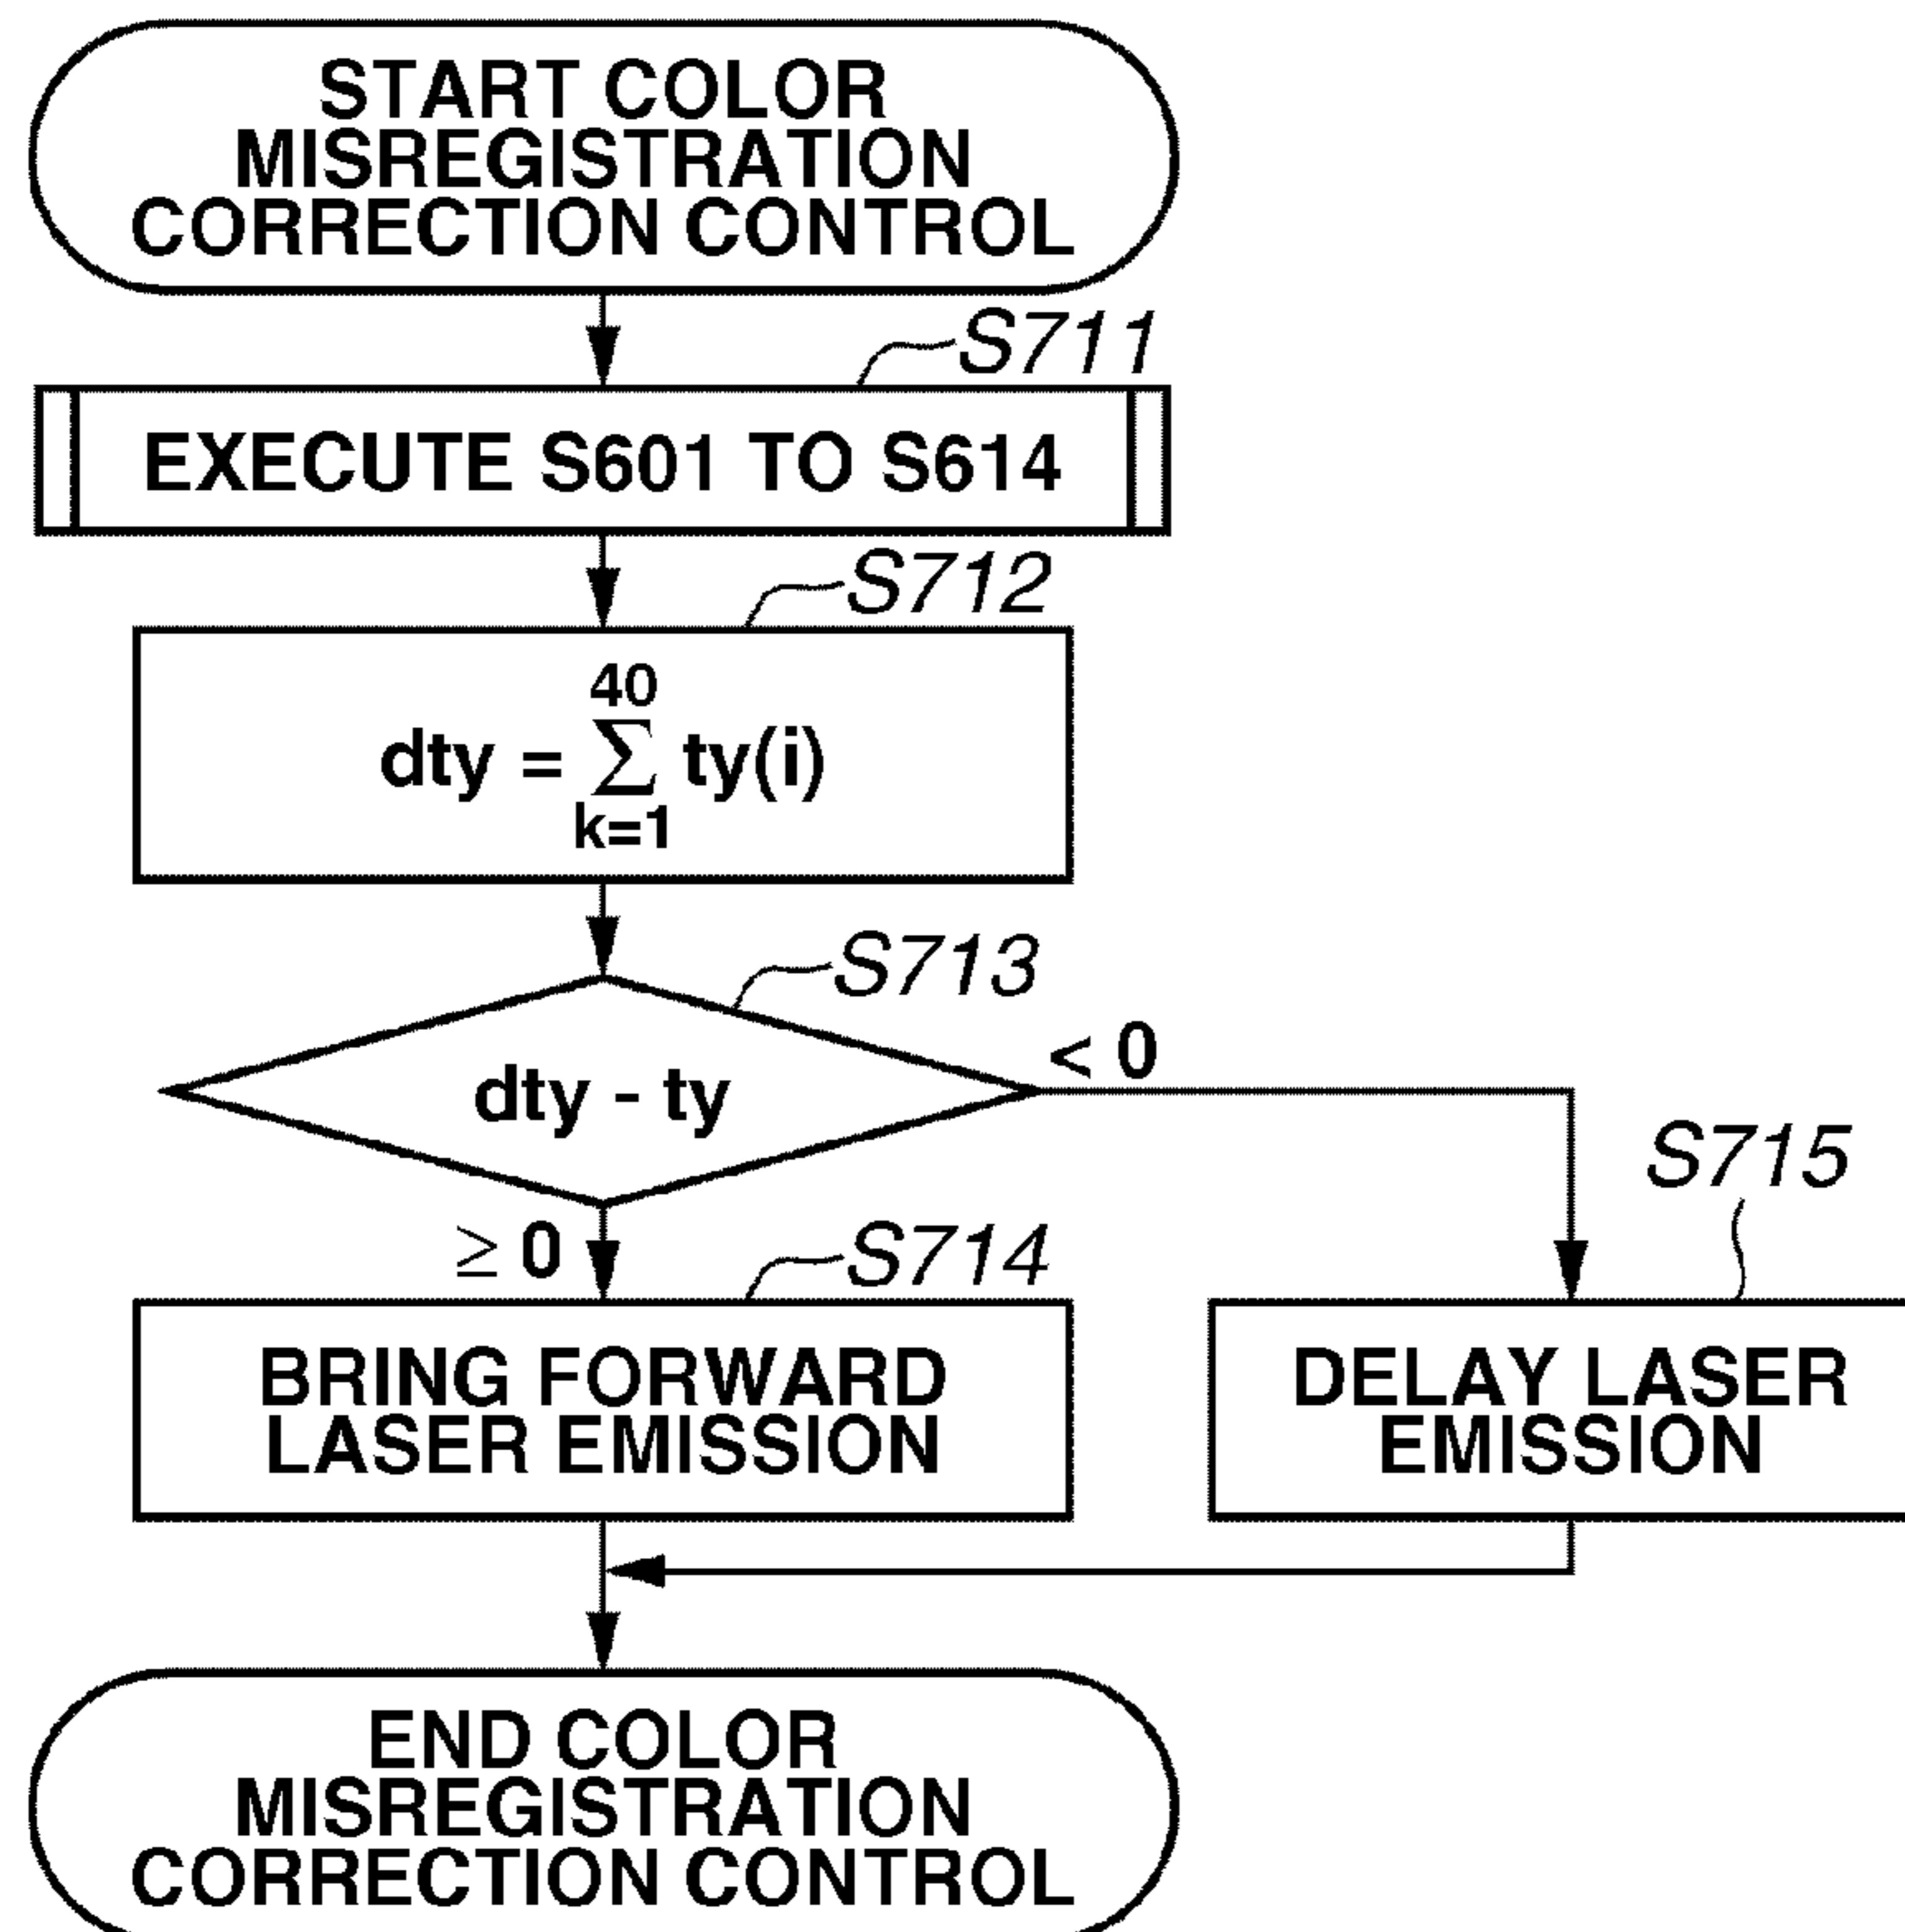 START COLOR
MISREGISTRATION
CORRECTION CONTROL
S711
EXECUTE S601 TO S614
S712
40
dty = Σ ty(i)
k=1
S713
dty - ty
< 0
≥ 0
S714
S715
BRING FORWARD
LASER EMISSION
DELAY LASER
EMISSION
END COLOR
MISREGISTRATION
CORRECTION CONTROL